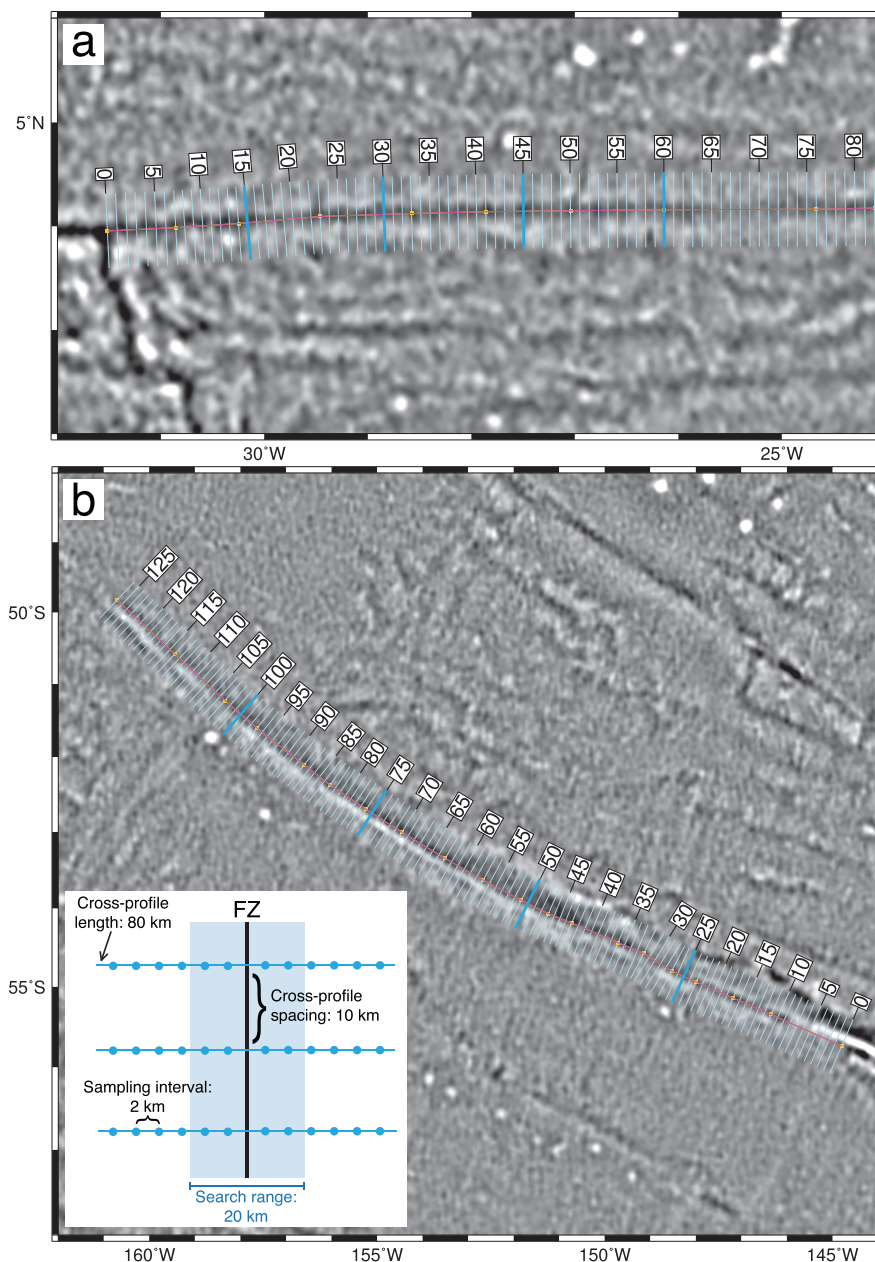 a
5˚N
0
5
10
15
20
25
30
35
40
45
50
55
60
65
70
75
80
30˚W
25˚W
b
125
120
115
110
105
100
95
90
85
80
75
70
65
60
55
50
45
40
35
30
25
20
15
10
5
0
50˚S
55˚S
Cross-profile
length: 80 km
FZ
Cross-profile
spacing: 10 km
Sampling interval:
2 km
Search range:
20 km
160˚W
155˚W
150˚W
145˚W